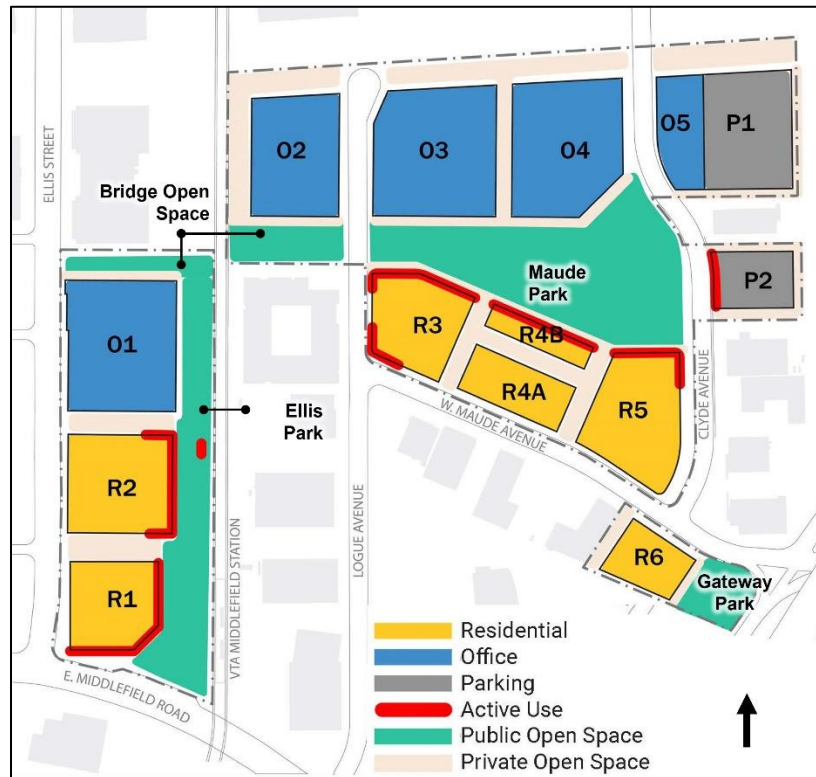 ELLIS STREET
O2
O3
O4
O5
P1
Bridge Open
Space
Maude
Park
P2
O1
R3
R4B
R4A
R5
CLYDE AVENUE
Ellis
Park
W. MAUDE AVENUE
R2
R1
VTA MIDDLEFIELD STATION
LOGUE AVENUE
R6
Gateway
Park
E. MIDDLEFIELD ROAD
Residential
Office
Parking
Active Use
Public Open Space
Private Open Space